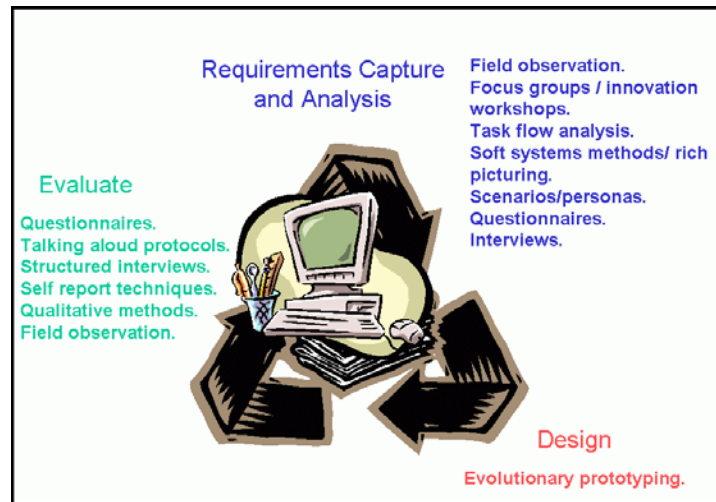 Requirements Capture
and Analysis
Field observation.
Focus groups / innovation
workshops.
Task flow analysis.
Soft systems methods/ rich
picturing.
Scenarios/personas.
Questionnaires.
Interviews.
Evaluate
Questionnaires.
Talking aloud protocols.
Structured interviews.
Self report techniques.
Qualitative methods.
Field observation.
Design
Evolutionary prototyping.